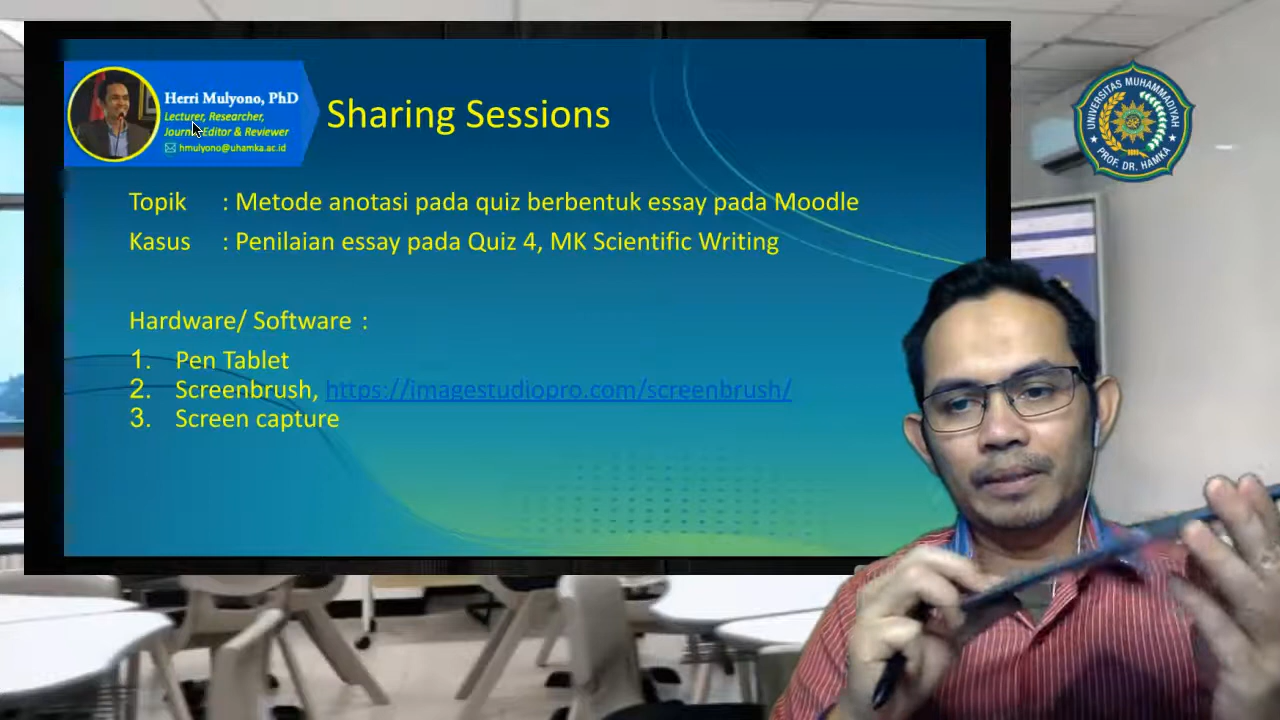 Herri Mulyono, PhD
Lecturer, Researcher,
Journal Editor & Reviewer
hmulyono@uhamka.ac.id
Sharing Sessions
UNIVERSITAS MUHAMMADIYAH
PROF. DR. HAMKA
Topik : Metode anotasi pada quiz berbentuk essay pada Moodle
Kasus : Penilaian essay pada Quiz 4, MK Scientific Writing
Hardware/ Software :
1. Pen Tablet
2. Screenbrush, https://imagestudiopro.com/screenbrush/
3. Screen capture